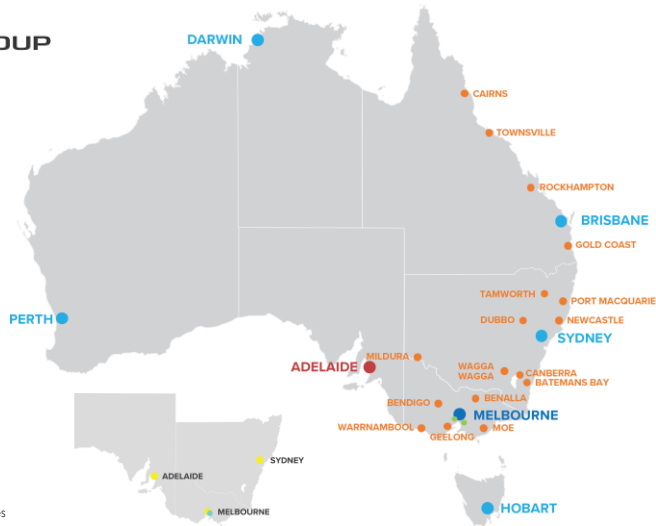 DARWIN
CAIRNS
TOWNSVILLE
ROCKHAMPTON
BRISBANE
GOLD COAST
TAMWORTH
PORT MACQUARIE
DUBBO
NEWCASTLE
PERTH
SYDNEY
MILDURA
ADELAIDE
WAGGA
WAGGA
CANBERRA
BATEMANS BAY
BENDIGO
BENALLA
MELBOURNE
WARRNAMBOOL
GEELONG
MOE
SYDNEY
ADELAIDE
MELBOURNE
HOBART